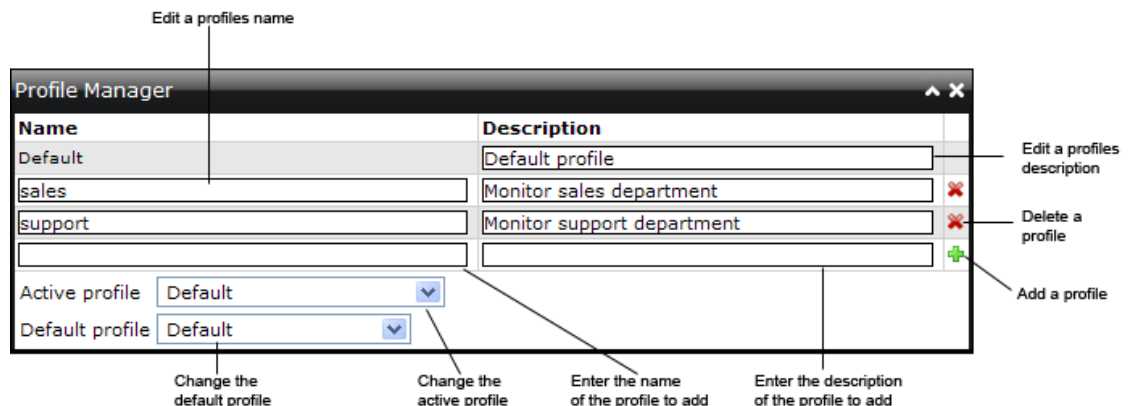 Edit a profiles name
Profile Manager
Name Description
Default Default profile
Edit a profiles
description
sales Monitor sales department
support Monitor support department
Delete a
profile
Add a profile
Active profile Default
Default profile Default
Change the
default profile
Change the
active profile
Enter the name
of the profile to add
Enter the description
of the profile to add